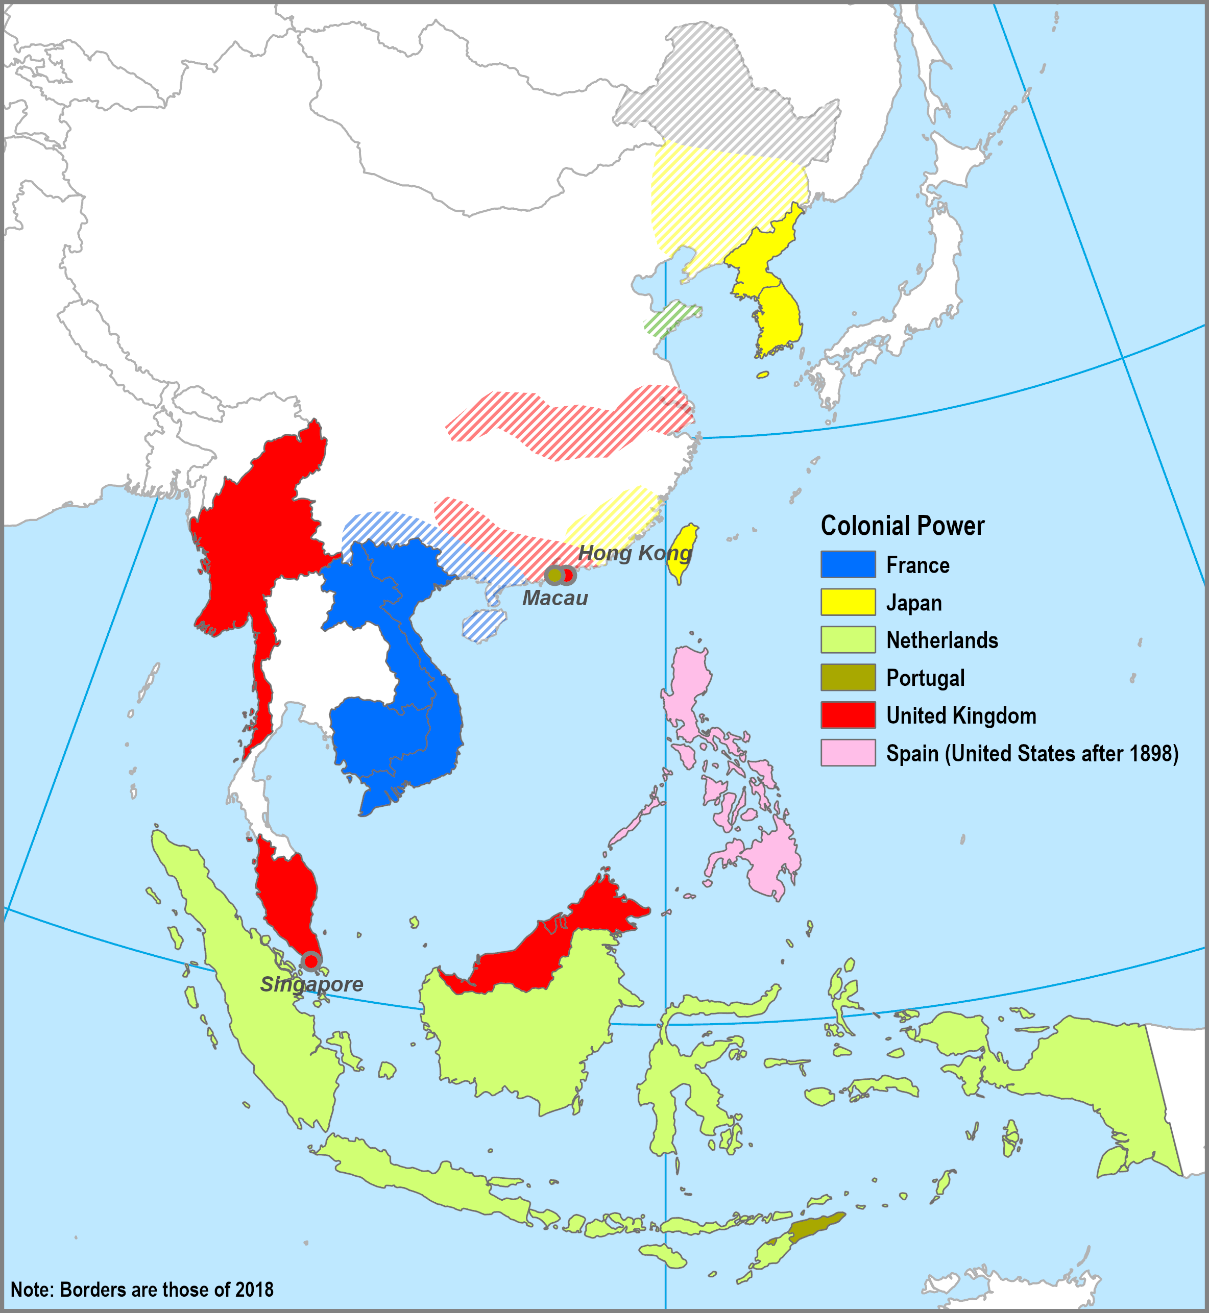 Hong Kong
Macau
Colonial Power
France
Japan
Netherlands
Portugal
United Kingdom
Spain (United States after 1898)
Singapore
Note: Borders are those of 2018